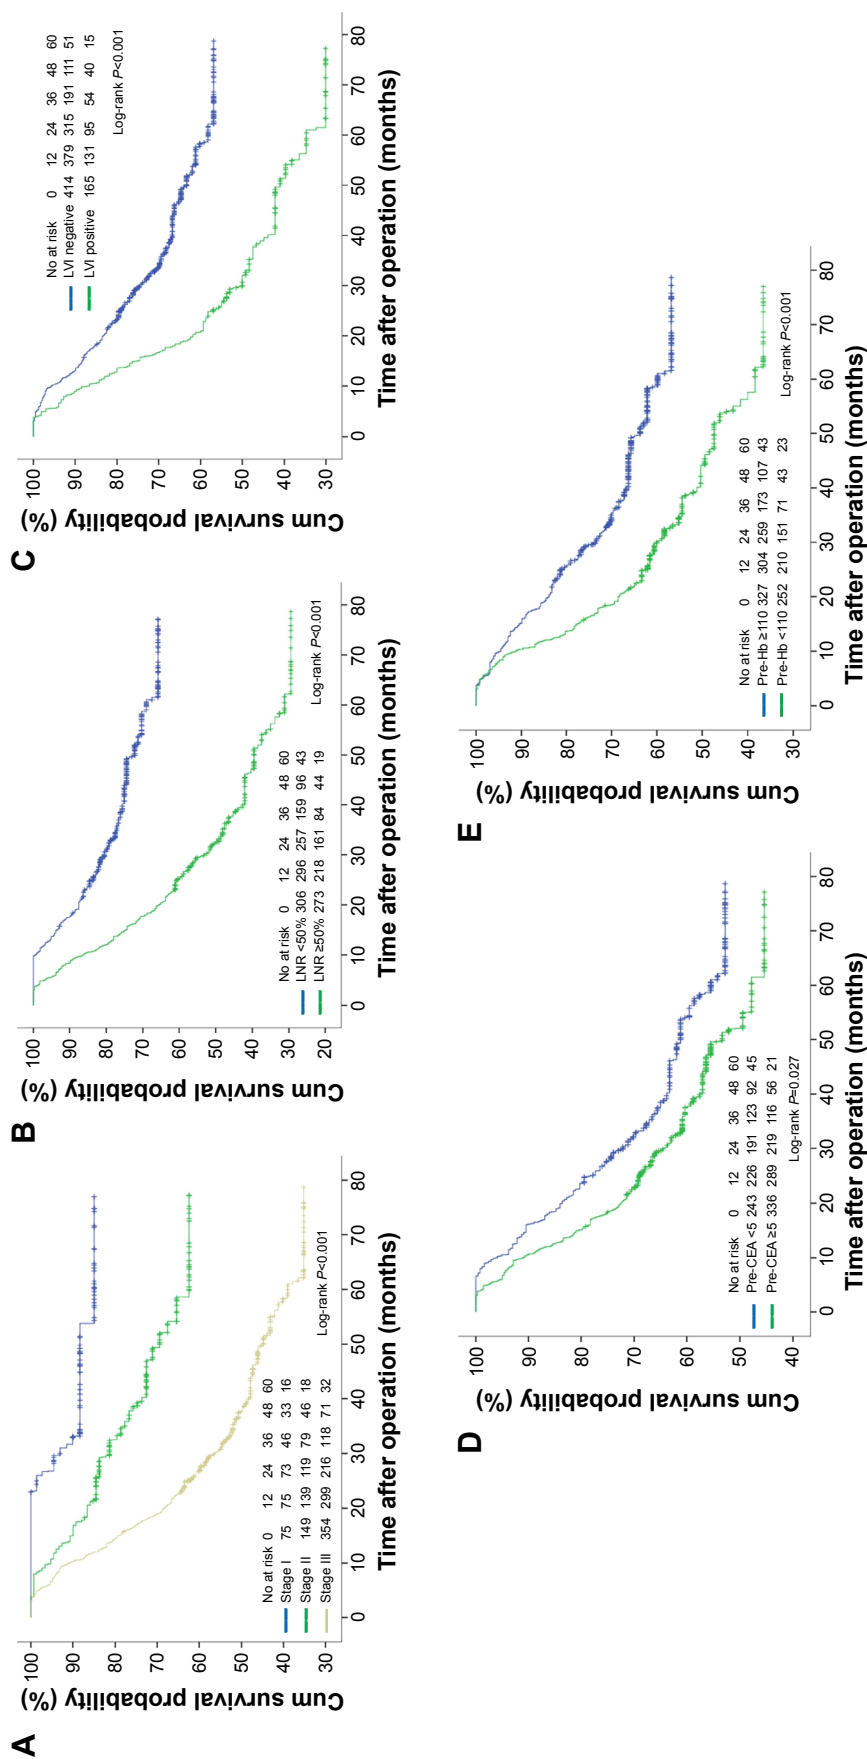 A
Cum survival probability (%)
100
90
80
70
60
50
40
30
No at risk 0 12 24 36 48 60
Stage I 75 75 73 46 33 16
Stage II 149 139 119 79 46 18
Stage III 354 299 216 118 71 32
Log-rank P<0.001
0 10 20 30 40 50 60 70 80
Time after operation (months)
B
Cum survival probability (%)
100
90
80
70
60
50
40
30
20
No at risk 0 12 24 36 48 60
LNR <50% 306 296 257 159 96 43
LNR ≥50% 273 218 161 84 44 19
Log-rank P<0.001
0 10 20 30 40 50 60 70 80
Time after operation (months)
C
Cum survival probability (%)
100
90
80
70
60
50
40
30
No at risk 0 12 24 36 48 60
LVI negative 414 379 315 191 111 51
LVI positive 165 131 95 54 40 15
Log-rank P<0.001
0 10 20 30 40 50 60 70 80
Time after operation (months)
D
Cum survival probability (%)
100
90
80
70
60
50
40
No at risk 0 12 24 36 48 60
Pre-CEA <5 243 226 191 123 92 45
Pre-CEA ≥5 336 289 219 116 56 21
Log-rank P=0.027
0 10 20 30 40 50 60 70 80
Time after operation (months)
E
Cum survival probability (%)
100
90
80
70
60
50
40
30
No at risk 0 12 24 36 48 60
Pre-Hb ≥110 327 304 259 173 107 43
Pre-Hb <110 252 210 151 71 43 23
Log-rank P<0.001
0 10 20 30 40 50 60 70 80
Time after operation (months)